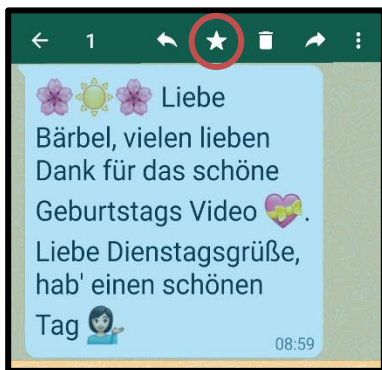 1
🌸☀️🌸 Liebe
Bärbel, vielen lieben
Dank für das schöne
Geburtstags Video 💝.
Liebe Dienstagsgrüße,
hab' einen schönen
Tag 💁🏻‍♀️
08:59